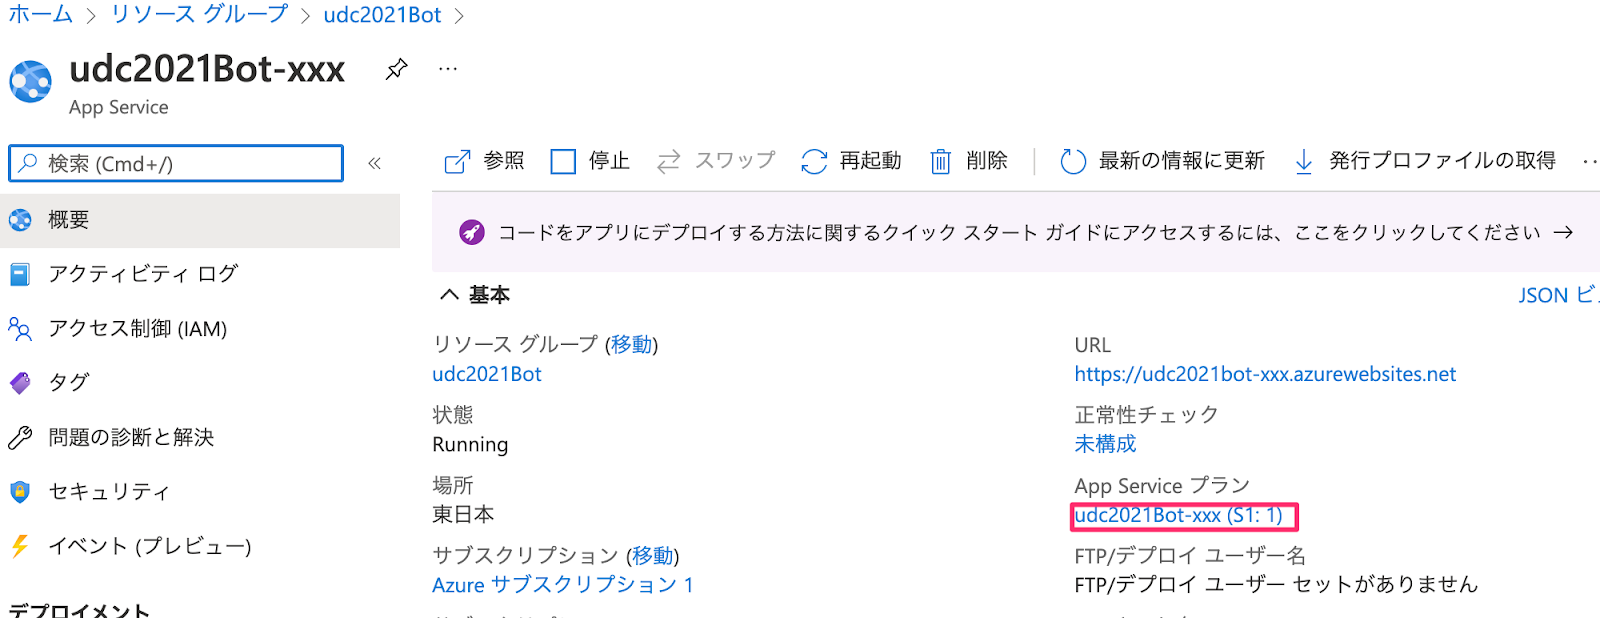 ホーム > リソース グループ > udc2021Bot >
udc2021Bot-xxx
App Service
検索 (Cmd+/)
概要
アクティビティ ログ
アクセス制御 (IAM)
タグ
問題の診断と解決
セキュリティ
イベント (プレビュー)
デプロイメント
参照 停止 スワップ 再起動 削除 最新の情報に更新 発行プロファイルの取得
コードをアプリにデプロイする方法に関するクイック スタート ガイドにアクセスするには、ここをクリックしてください →
基本
JSON ビ
リソース グループ (移動)
udc2021Bot
状態
Running
場所
東日本
サブスクリプション (移動)
Azure サブスクリプション 1
URL
https://udc2021bot-xxx.azurewebsites.net
正常性チェック
未構成
App Service プラン
udc2021Bot-xxx (S1: 1)
FTP/デプロイ ユーザー名
FTP/デプロイ ユーザー セットがありません